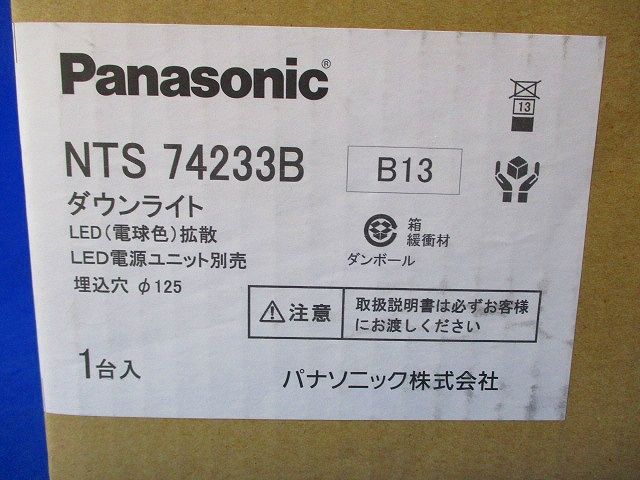 Panasonic®
NTS 74233B
B13
13
ダウンライト
LED(電球色)拡散
LED電源ユニット別売
埋込穴 φ125
箱
緩衝材
ダンボール
注意
取扱説明書は必ずお客様
にお渡しください
1台入
パナソニック株式会社